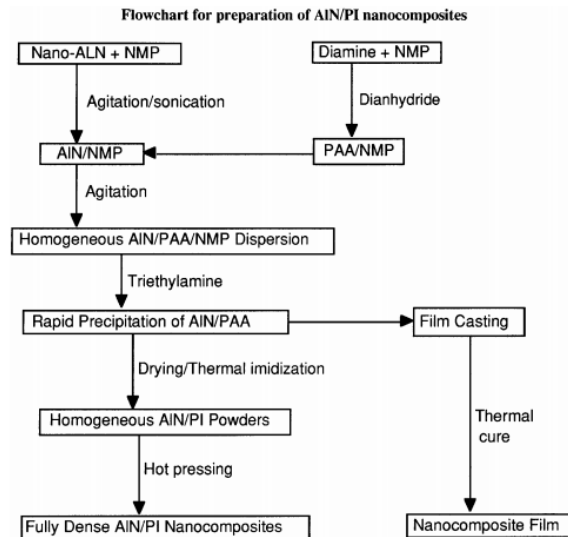 Flowchart for preparation of AlN/PI nanocomposites
Nano-ALN + NMP
Diamine + NMP
Agitation/sonication
Dianhydride
AlN/NMP
PAA/NMP
Agitation
Homogeneous AlN/PAA/NMP Dispersion
Triethylamine
Rapid Precipitation of AlN/PAA
Film Casting
Drying/Thermal imidization
Homogeneous AlN/PI Powders
Thermal
cure
Hot pressing
Fully Dense AlN/PI Nanocomposites
Nanocomposite Film